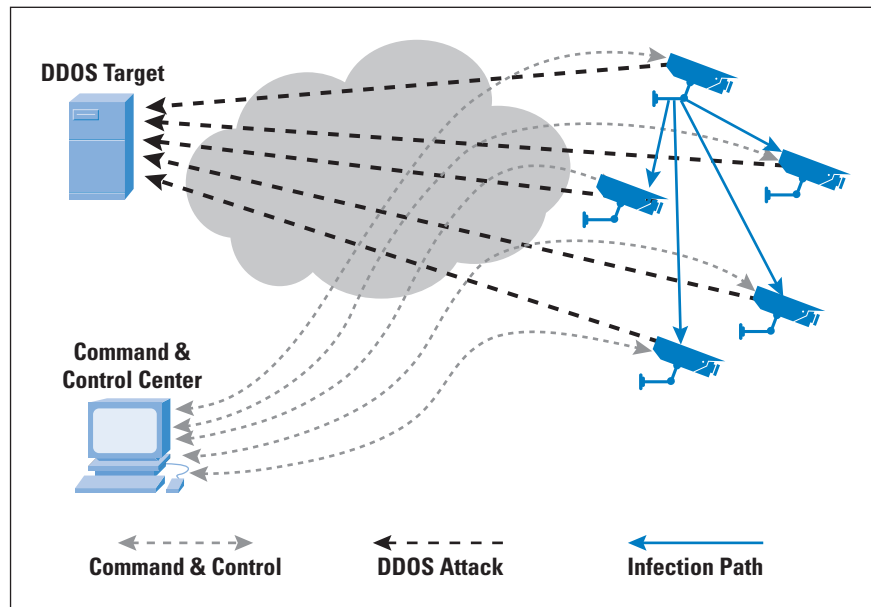 DDOS Target
Command &
Control Center
Command & Control
DDOS Attack
Infection Path